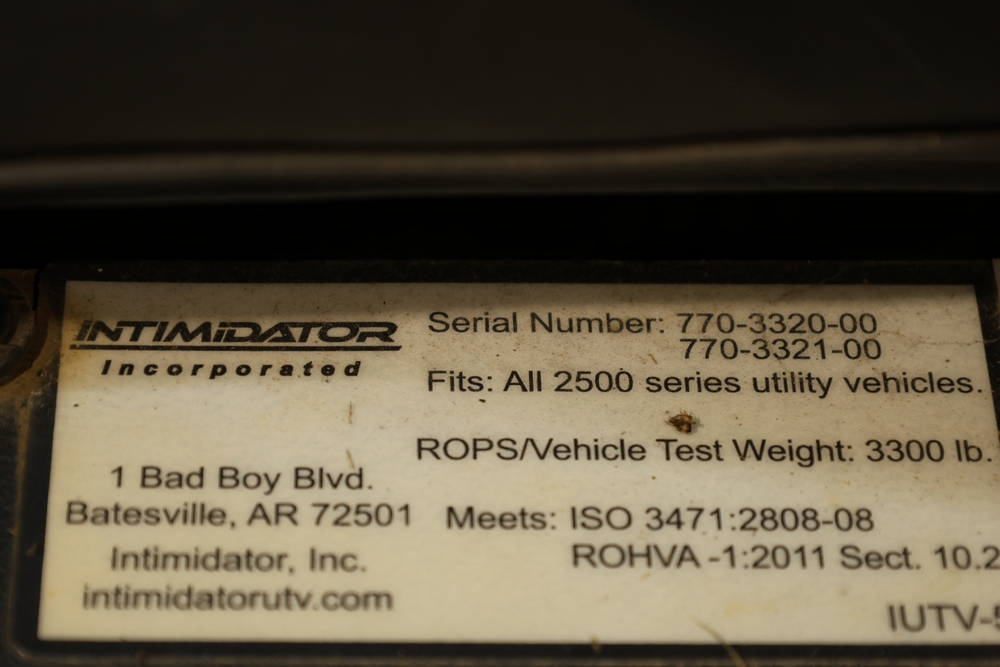 INTIMIDATOR
Incorporated
Serial Number: 770-3320-00
770-3321-00
Fits: All 2500 series utility vehicles.
ROPS/Vehicle Test Weight: 3300 lb.
1 Bad Boy Blvd.
Batesville, AR 72501
Intimidator, Inc.
intimidatorutv.com
Meets: ISO 3471:2808-08
ROHVA -1:2011 Sect. 10.2